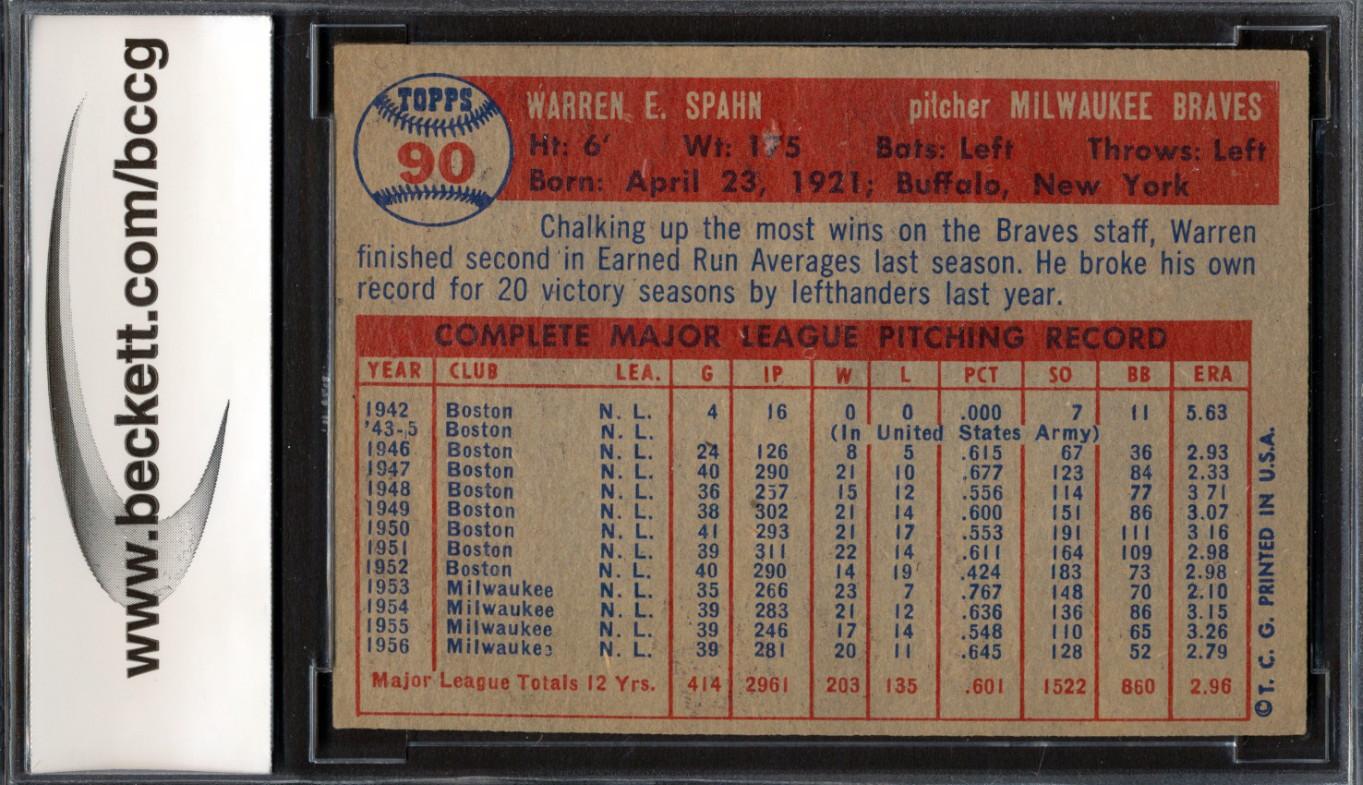 www.beckett.com/bccg
TOPPS
90
WARREN E. SPAHN pitcher MILWAUKEE BRAVES
Ht: 6' Wt: 175 Bats: Left Throws: Left
Born: April 23, 1921; Buffalo, New York
Chalking up the most wins on the Braves staff, Warren
finished second in Earned Run Averages last season. He broke his own
record for 20 victory seasons by lefthanders last year.
COMPLETE MAJOR LEAGUE PITCHING RECORD
YEAR CLUB LEA. G IP W L PCT SO BB ERA
1942 Boston N. L. 4 16 0 0 .000 7 11 5.63
'43-5 Boston (In United States Army)
1946 Boston N. L. 24 126 8 5 .615 67 36 2.93
1947 Boston N. L. 40 290 21 10 .677 123 84 2.33
1948 Boston N. L. 36 257 15 12 .556 114 77 3.71
1949 Boston N. L. 38 302 21 14 .600 151 86 3.07
1950 Boston N. L. 41 293 21 17 .553 191 111 3.16
1951 Boston N. L. 39 311 22 14 .611 164 109 2.98
1952 Boston N. L. 40 290 14 19 .424 183 73 2.98
1953 Milwaukee N. L. 35 266 23 7 .767 148 70 2.10
1954 Milwaukee N. L. 39 283 21 12 .636 136 86 3.15
1955 Milwaukee N. L. 39 246 17 14 .548 110 65 3.26
1956 Milwaukee N. L. 39 281 20 11 .645 128 52 2.79
Major League Totals 12 Yrs. 414 2961 203 135 .601 1522 860 2.96
©T. C. G. PRINTED IN U.S.A.